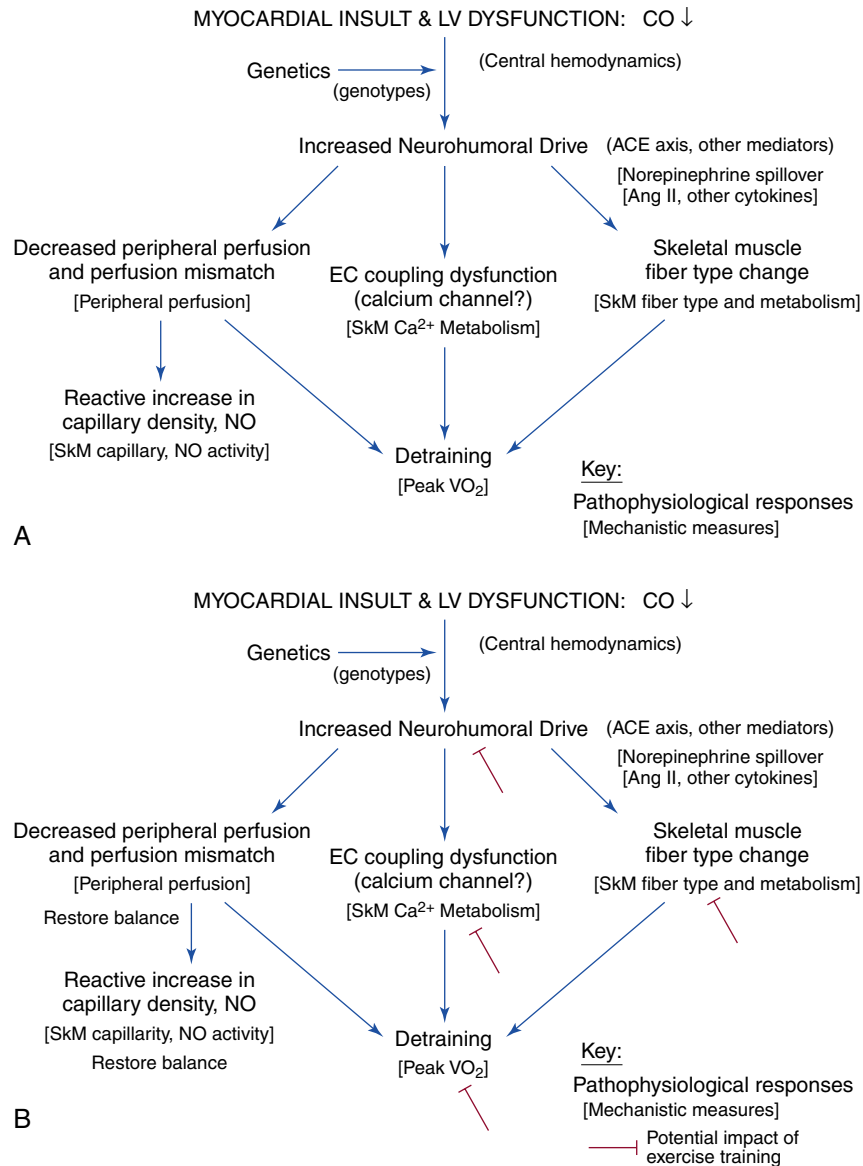 MYOCARDIAL INSULT & LV DYSFUNCTION: CO ↓
(Central hemodynamics)
Genetics
(genotypes)
Increased Neurohumoral Drive
(ACE axis, other mediators)
[Norepinephrine spillover
[Ang II, other cytokines]
Decreased peripheral perfusion
and perfusion mismatch
[Peripheral perfusion]
EC coupling dysfunction
(calcium channel?)
[SkM Ca²⁺ Metabolism]
Skeletal muscle
fiber type change
[SkM fiber type and metabolism]
Reactive increase in
capillary density, NO
[SkM capillary, NO activity]
Detraining
[Peak VO₂]
Key:
Pathophysiological responses
[Mechanistic measures]
A
MYOCARDIAL INSULT & LV DYSFUNCTION: CO ↓
(Central hemodynamics)
Genetics
(genotypes)
Increased Neurohumoral Drive
(ACE axis, other mediators)
[Norepinephrine spillover
[Ang II, other cytokines]
Decreased peripheral perfusion
and perfusion mismatch
[Peripheral perfusion]
EC coupling dysfunction
(calcium channel?)
[SkM Ca²⁺ Metabolism]
Skeletal muscle
fiber type change
[SkM fiber type and metabolism]
Restore balance
Reactive increase in
capillary density, NO
[SkM capillarity, NO activity]
Restore balance
Detraining
[Peak VO₂]
Key:
Pathophysiological responses
[Mechanistic measures]
Potential impact of
exercise training
B